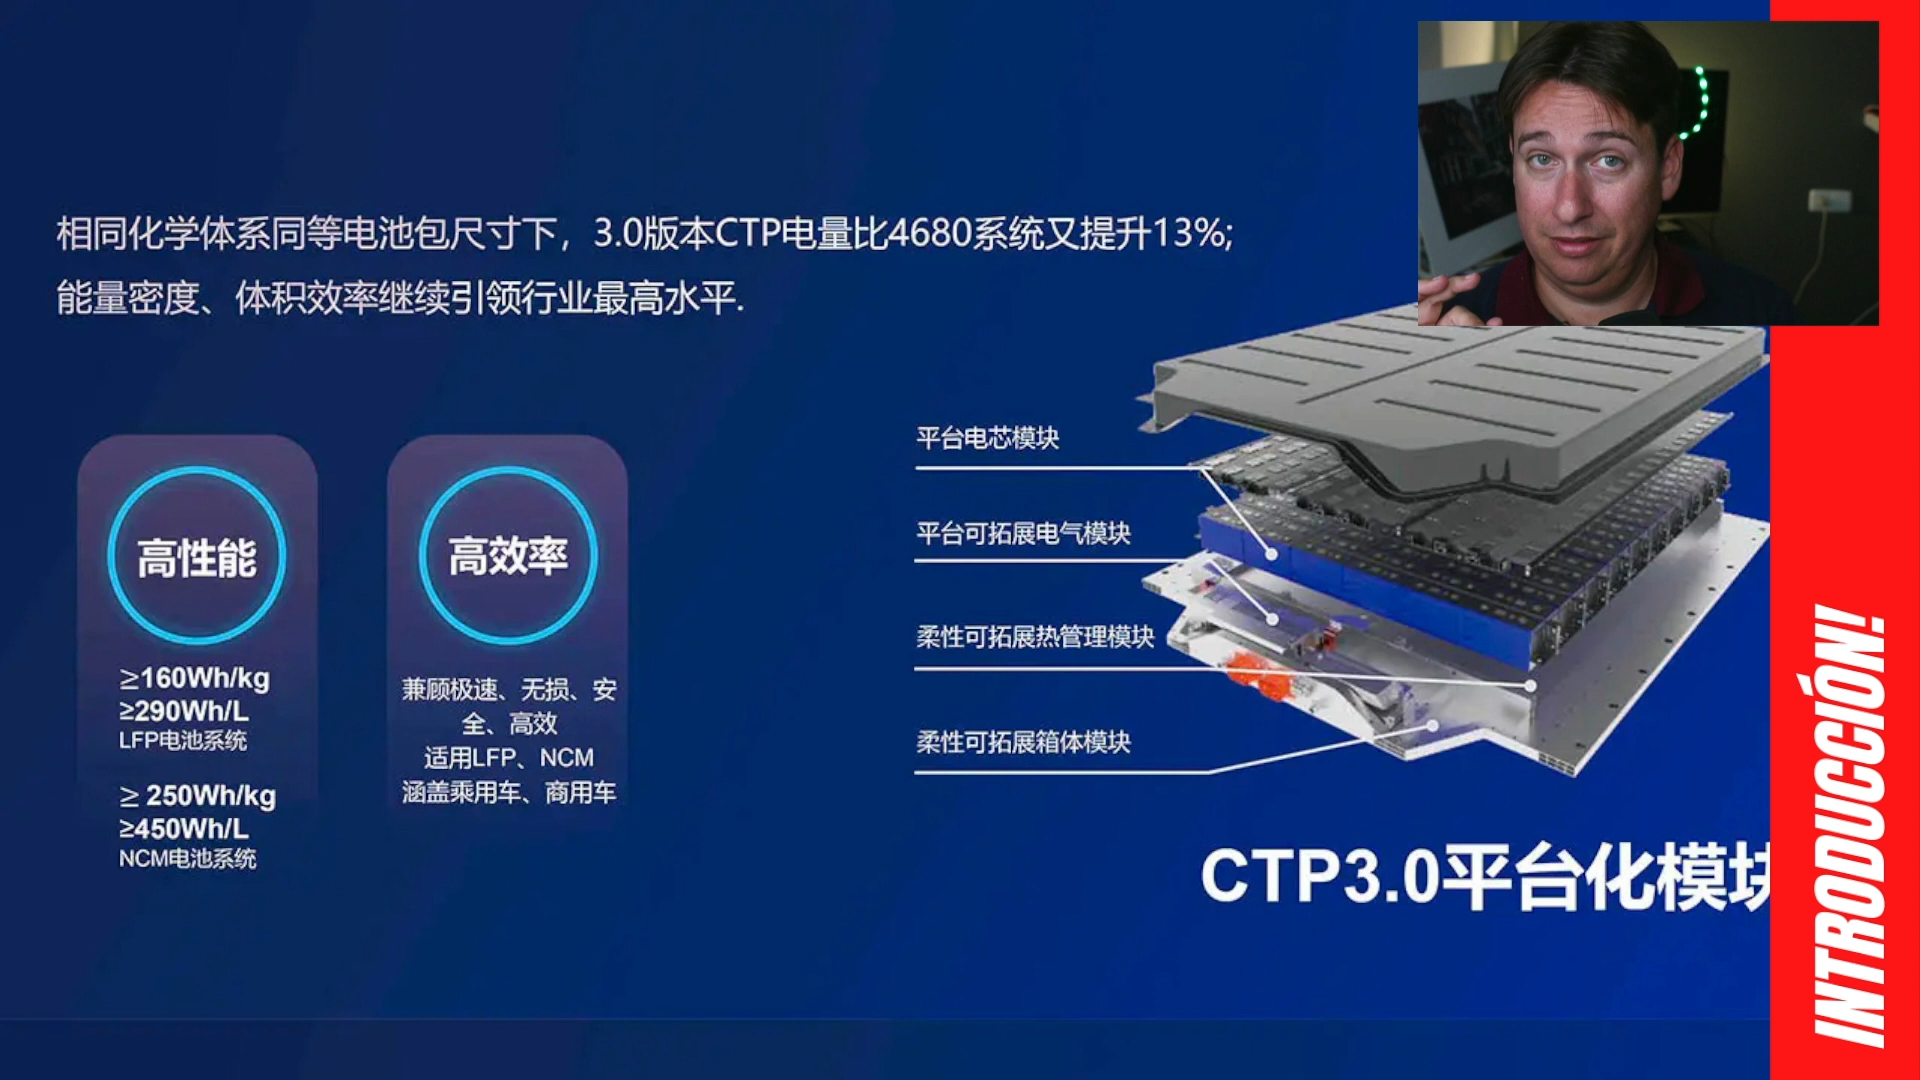 相同化学体系同等电池包尺寸下，3.0版本CTP电量比4680系统又提升13%;
能量密度、体积效率继续引领行业最高水平.
高性能
≥160Wh/kg
≥290Wh/L
LFP电池系统
≥ 250Wh/kg
≥450Wh/L
NCM电池系统
高效率
兼顾极速、无损、安
全、高效
适用LFP、NCM
涵盖乘用车、商用车
平台电芯模块
平台可拓展电气模块
柔性可拓展热管理模块
柔性可拓展箱体模块
CTP3.0平台化模块
INTRODUCCIÓN!